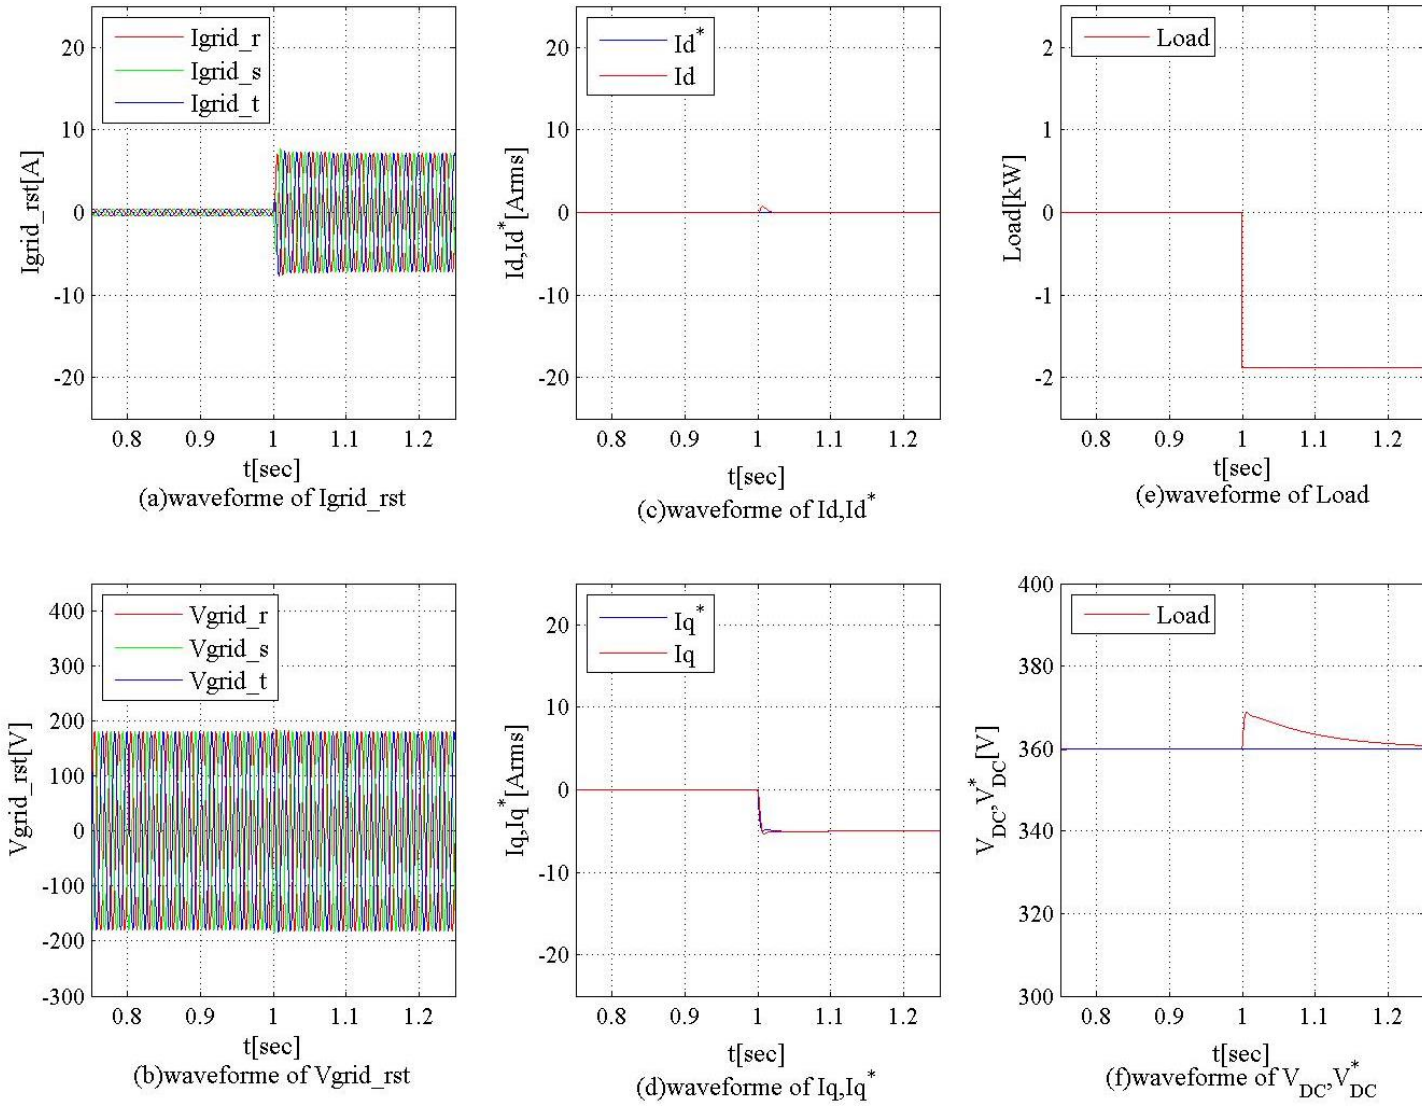 Igrid_r
Igrid_s
Igrid_t
20
10
0
-10
-20
Igrid_rst[A]
0.8 0.9 1 1.1 1.2
t[sec]
(a)waveforme of Igrid_rst
Id*
Id
20
10
0
-10
-20
Id,Id*[Arms]
0.8 0.9 1 1.1 1.2
t[sec]
(c)waveforme of Id,Id*
Load
2
1
0
-1
-2
Load[kW]
0.8 0.9 1 1.1 1.2
t[sec]
(e)waveforme of Load
Vgrid_r
Vgrid_s
Vgrid_t
400
300
200
100
0
-100
-200
-300
Vgrid_rst[V]
0.8 0.9 1 1.1 1.2
t[sec]
(b)waveforme of Vgrid_rst
Iq*
Iq
20
10
0
-10
-20
Iq,Iq*[Arms]
0.8 0.9 1 1.1 1.2
t[sec]
(d)waveforme of Iq,Iq*
Load
400
380
360
340
320
300
VDC,V*DC[V]
0.8 0.9 1 1.1 1.2
t[sec]
(f)waveforme of VDC,V*DC